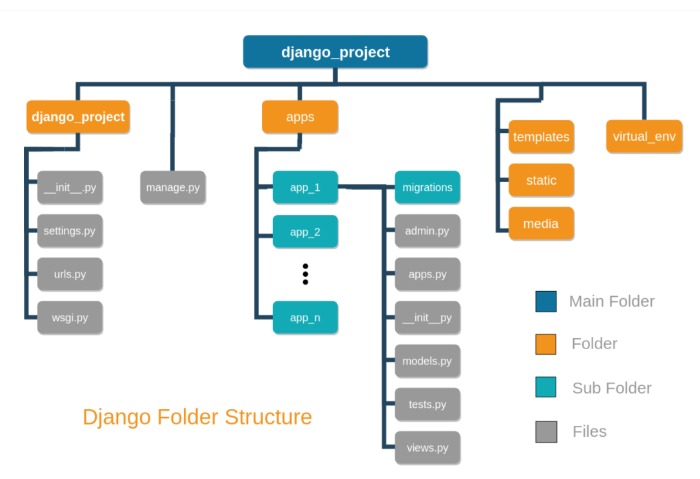 django_project
django_project
apps
templates
virtual_env
__init__.py
manage.py
app_1
migrations
static
settings.py
app_2
admin.py
media
urls.py
apps.py
wsgi.py
app_n
__init__py
models.py
tests.py
views.py
Main Folder
Folder
Sub Folder
Files
Django Folder Structure